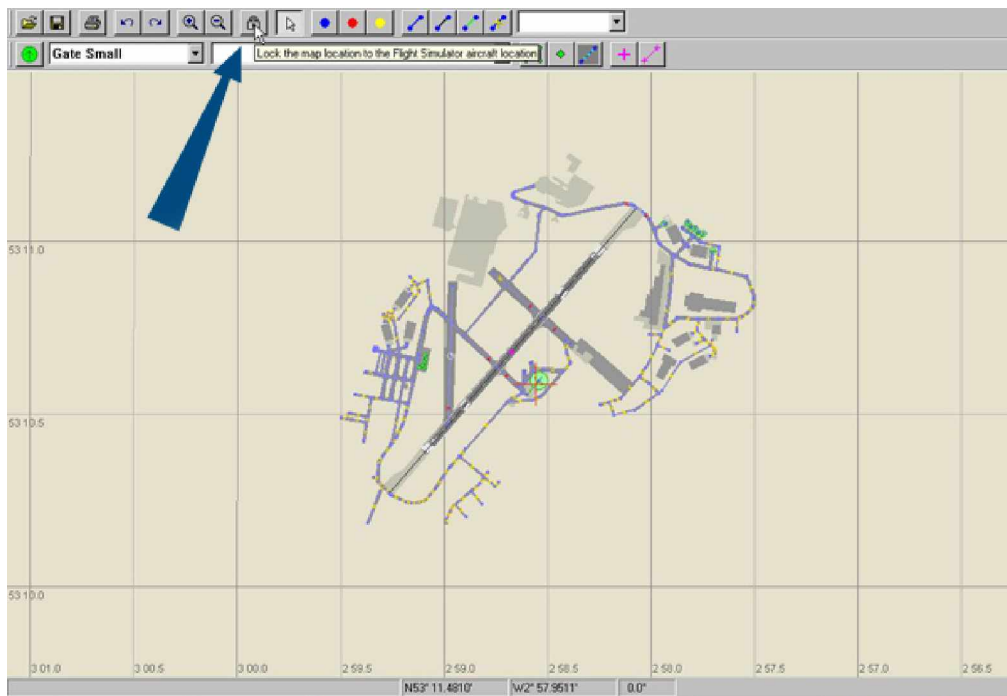 Gate Small
Lock the map location to the Flight Simulator aircraft location
53 11.0
53 10.5
53 10.0
3 01.0 3 00.5 3 00.0 2 59.5 2 59.0 2 58.5 2 58.0 2 57.5 2 57.0 2 56.5
N53° 11.4810' W2° 57.9511' 0.0°